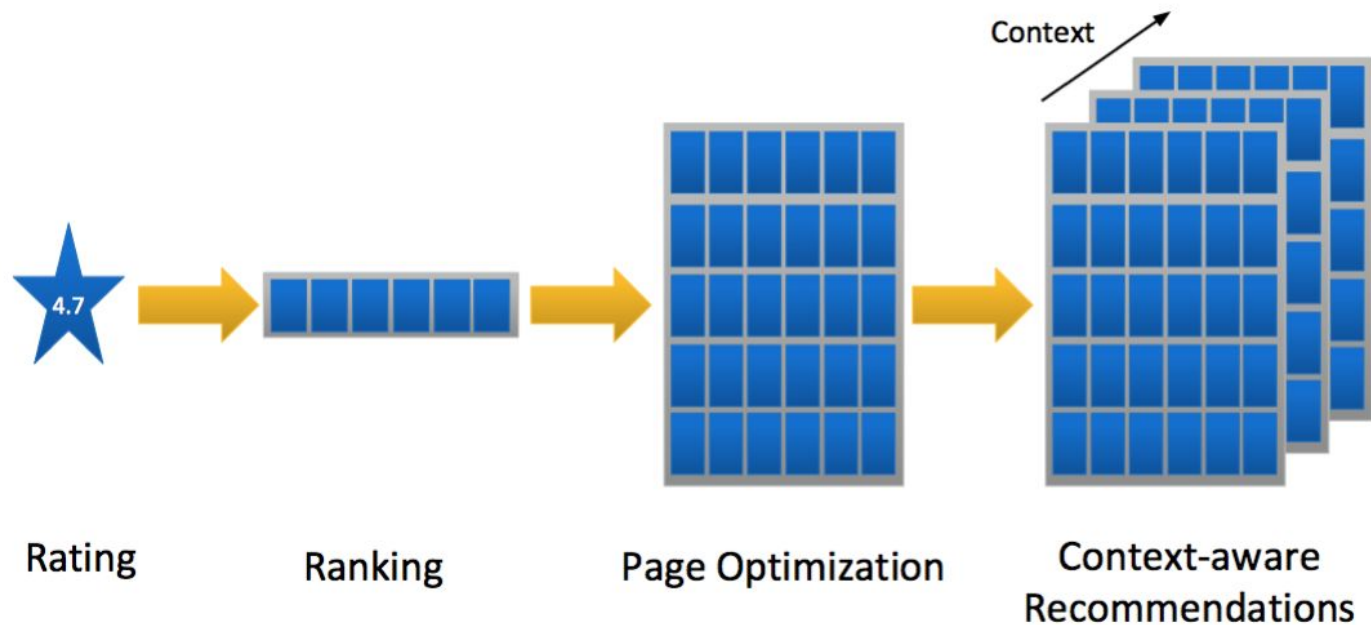 Context
4.7
Rating
Ranking
Page Optimization
Context-aware
Recommendations